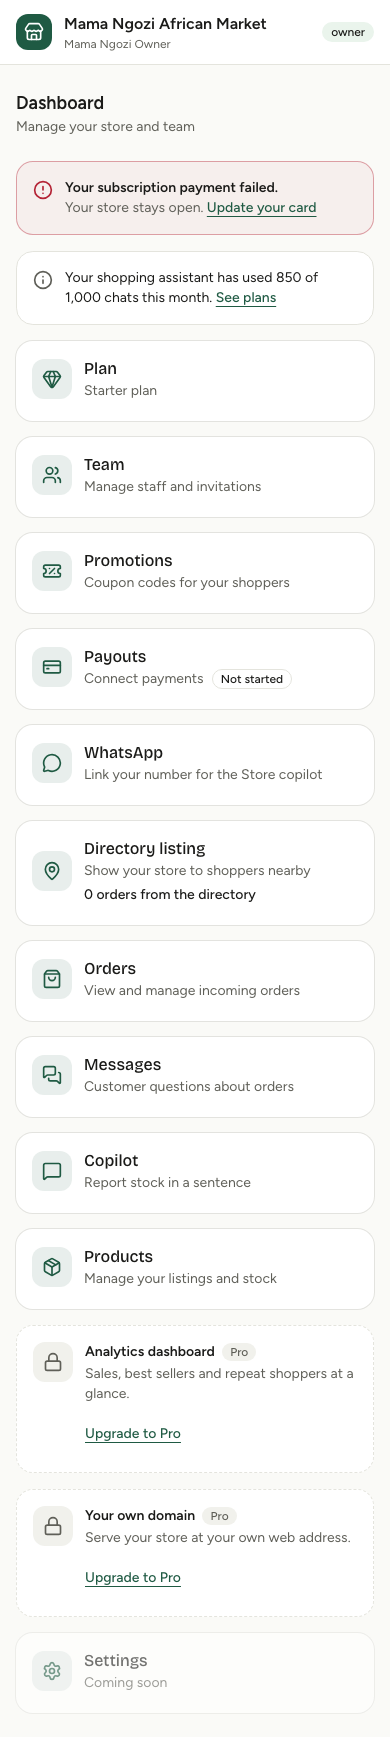 Mama Ngozi African Market
Mama Ngozi Owner
owner
Dashboard
Manage your store and team
Your subscription payment failed.
Your store stays open. Update your card
Your shopping assistant has used 850 of
1,000 chats this month. See plans
Plan
Starter plan
Team
Manage staff and invitations
Promotions
Coupon codes for your shoppers
Payouts
Connect payments Not started
WhatsApp
Link your number for the Store copilot
Directory listing
Show your store to shoppers nearby
0 orders from the directory
Orders
View and manage incoming orders
Messages
Customer questions about orders
Copilot
Report stock in a sentence
Products
Manage your listings and stock
Analytics dashboard Pro
Sales, best sellers and repeat shoppers at a
glance.
Upgrade to Pro
Your own domain Pro
Serve your store at your own web address.
Upgrade to Pro
Settings
Coming soon